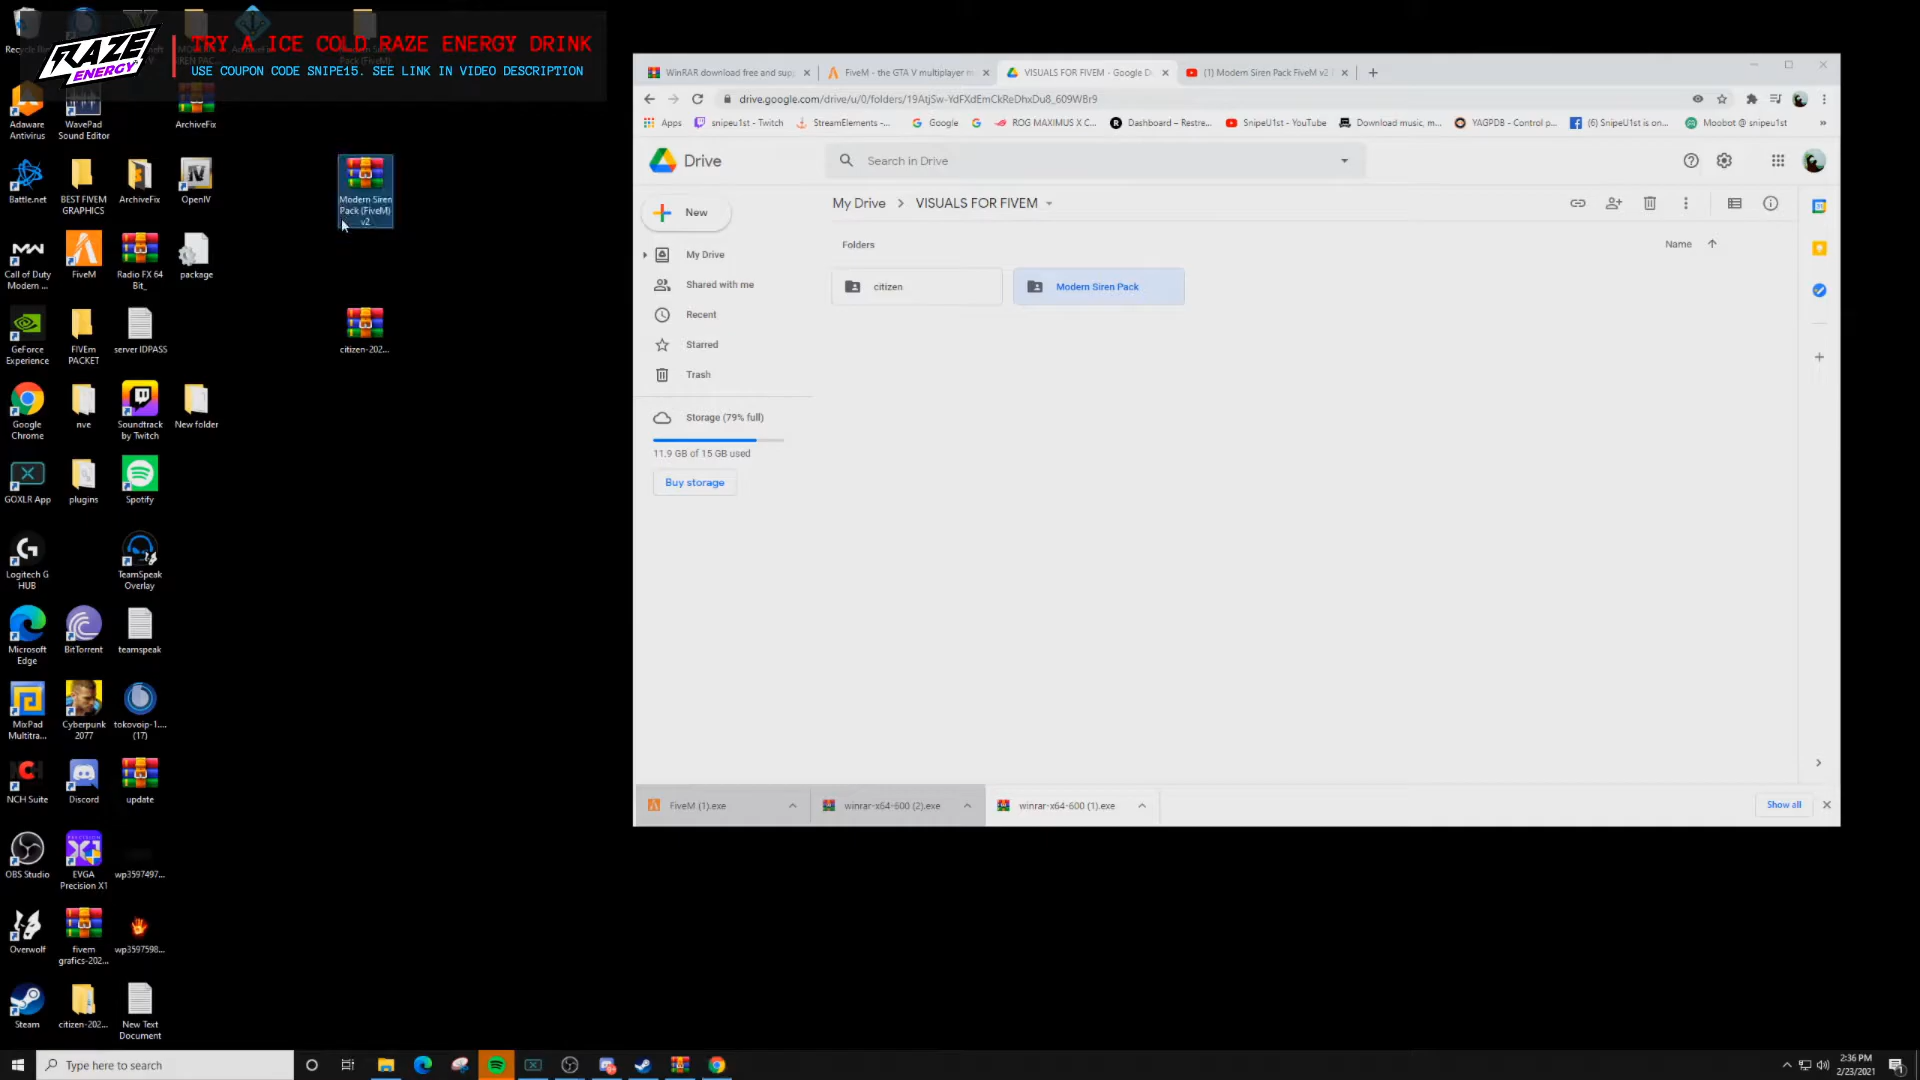 RAZE
ENERGY
TRY A ICE COLD RAZE ENERGY DRINK
USE COUPON CODE SNIPE15. SEE LINK IN VIDEO DESCRIPTION
Adaware
Antivirus
WavePad
Sound Editor
ArchiveFix
Battle.net
BEST FIVEM
GRAPHICS
ArchiveFix
OpenIV
Modern Siren
Pack (FiveM)
v2
Call of Duty
Modern ...
FiveM
Radio FX 64
Bit_
package
GeForce
Experience
FIVEm
PACKET
server IDPASS
citizen-202...
Google
Chrome
nve
Soundtrack
by Twitch
New folder
GOXLR App
plugins
Spotify
Logitech G
HUB
TeamSpeak
Overlay
Microsoft
Edge
BitTorrent
teamspeak
MixPad
Multitra...
Cyberpunk
2077
tokovoip-1....
(17)
NCH Suite
Discord
update
OBS Studio
EVGA
Precision X1
wp3597497...
Overwolf
fivem
grafics-202...
wp3597598...
Steam
citizen-202...
New Text
Document
WinRAR download free and sup
FiveM - the GTA V multiplayer m
VISUALS FOR FIVEM - Google D
(1) Modern Siren Pack FiveM v2
drive.google.com/drive/u/0/folders/19AtjSw-YdFXdEmCkReDhxDu8_609WBr9
Apps
snipeu1st - Twitch
StreamElements -...
Google
ROG MAXIMUS X C...
Dashboard – Restre...
SnipeU1st - YouTube
Download music, m...
YAGPDB - Control p...
(6) SnipeU1st is on...
Moobot @ snipeu1st
»
Drive
Search in Drive
New
My Drive
Shared with me
Recent
Starred
Trash
Storage (79% full)
11.9 GB of 15 GB used
Buy storage
My Drive > VISUALS FOR FIVEM
Folders
Name
citizen
Modern Siren Pack
FiveM (1).exe
winrar-x64-600 (2).exe
winrar-x64-600 (1).exe
Show all
Type here to search
2:36 PM
2/23/2021